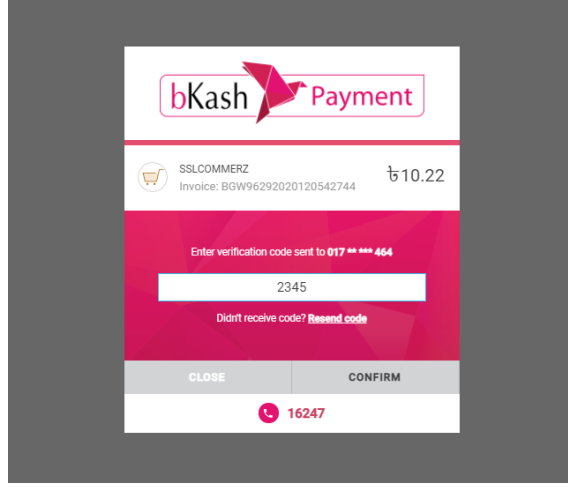 bKash Payment
SSLCOMMERZ
Invoice: BGW96292020120542744
৳10.22
Enter verification code sent to 017 ** *** 464
2345
Didn't receive code? Resend code
CLOSE CONFIRM
16247